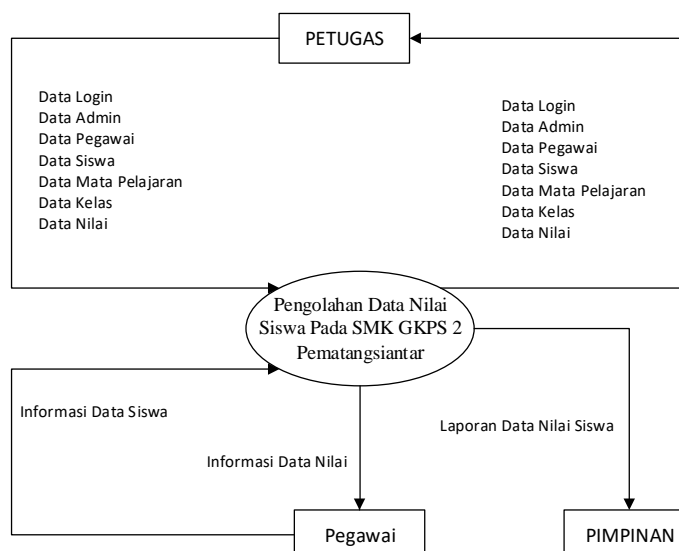 PETUGAS
Data Login
Data Admin
Data Pegawai
Data Siswa
Data Mata Pelajaran
Data Kelas
Data Nilai
Data Login
Data Admin
Data Pegawai
Data Siswa
Data Mata Pelajaran
Data Kelas
Data Nilai
Pengolahan Data Nilai
Siswa Pada SMK GKPS 2
Pematangsiantar
Informasi Data Siswa
Informasi Data Nilai
Laporan Data Nilai Siswa
Pegawai
PIMPINAN